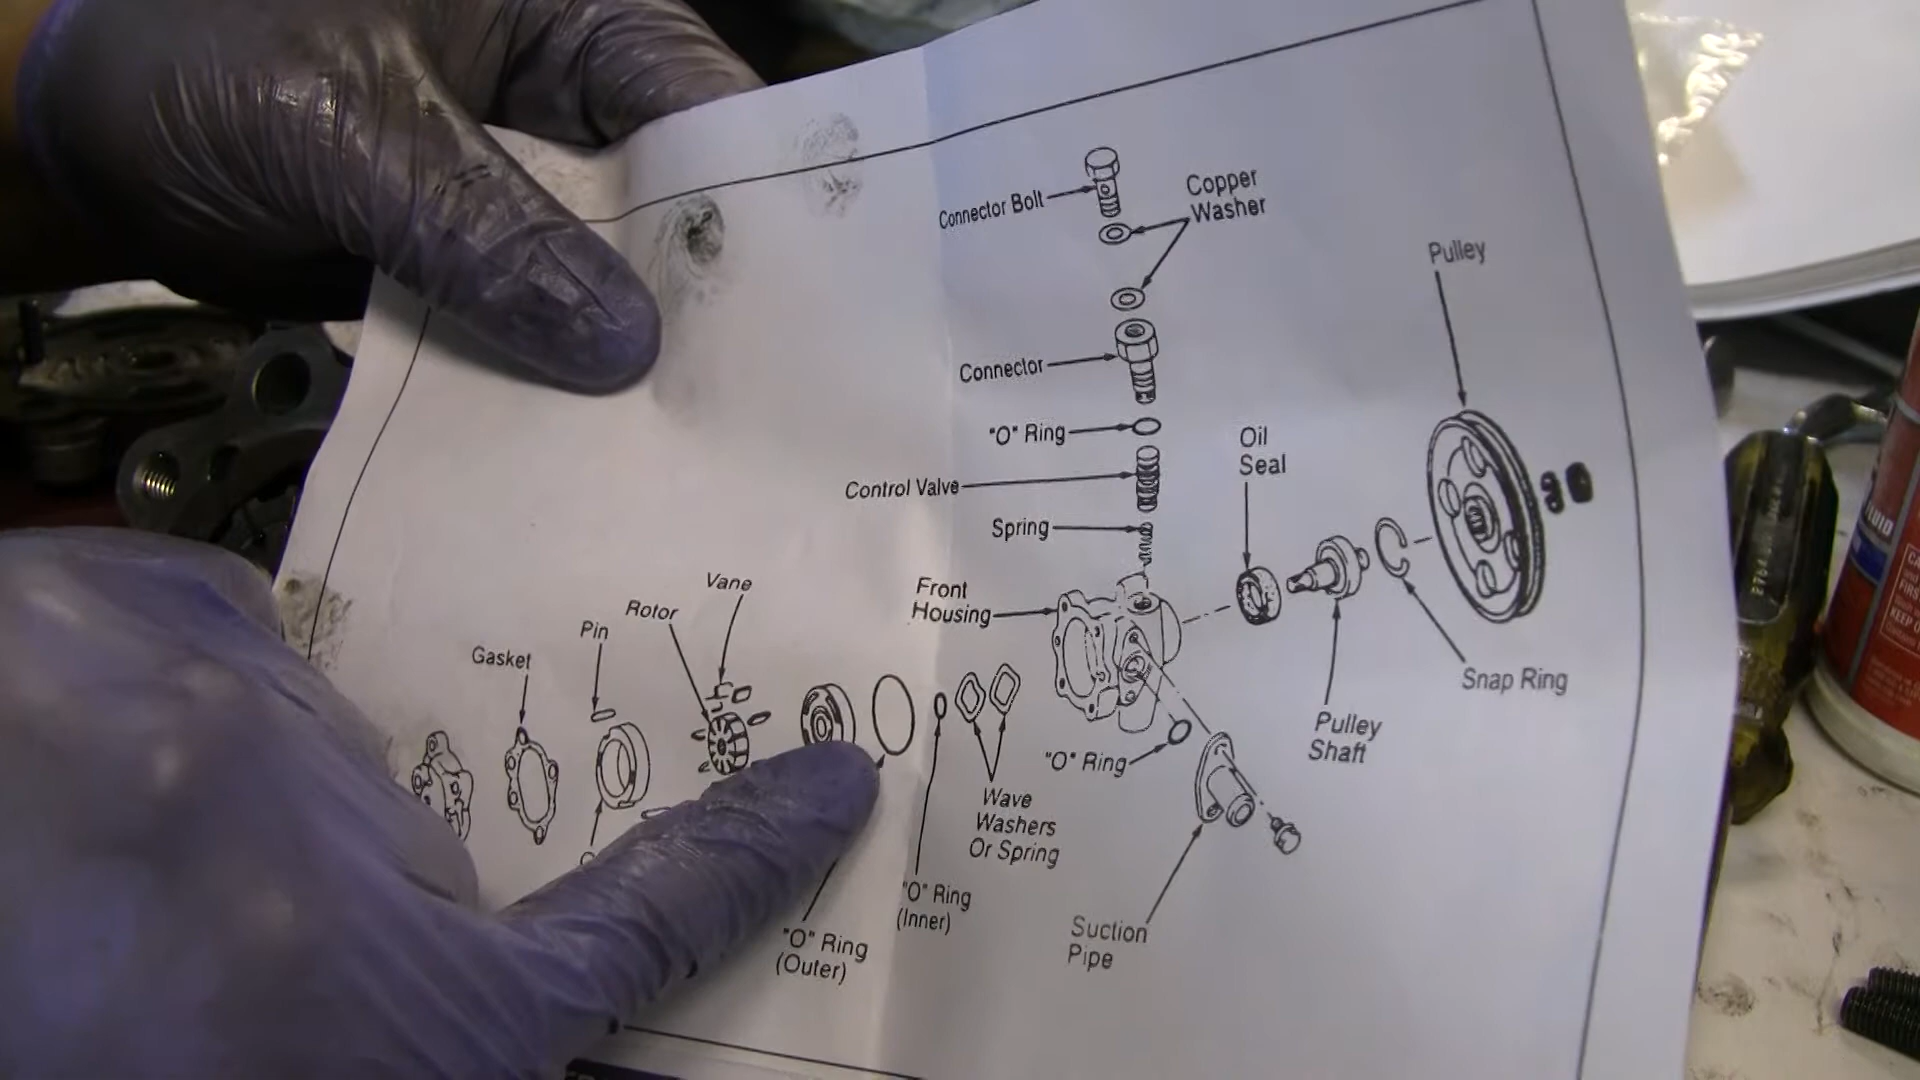 Connector Bolt
Copper
Washer
Pulley
Connector
"O" Ring
Oil
Seal
Control Valve
Spring
Vane
Front
Housing
Rotor
Pin
Gasket
Snap Ring
Pulley
Shaft
"O" Ring
Wave
Washers
Or Spring
"O" Ring
(Inner)
"O" Ring
(Outer)
Suction
Pipe